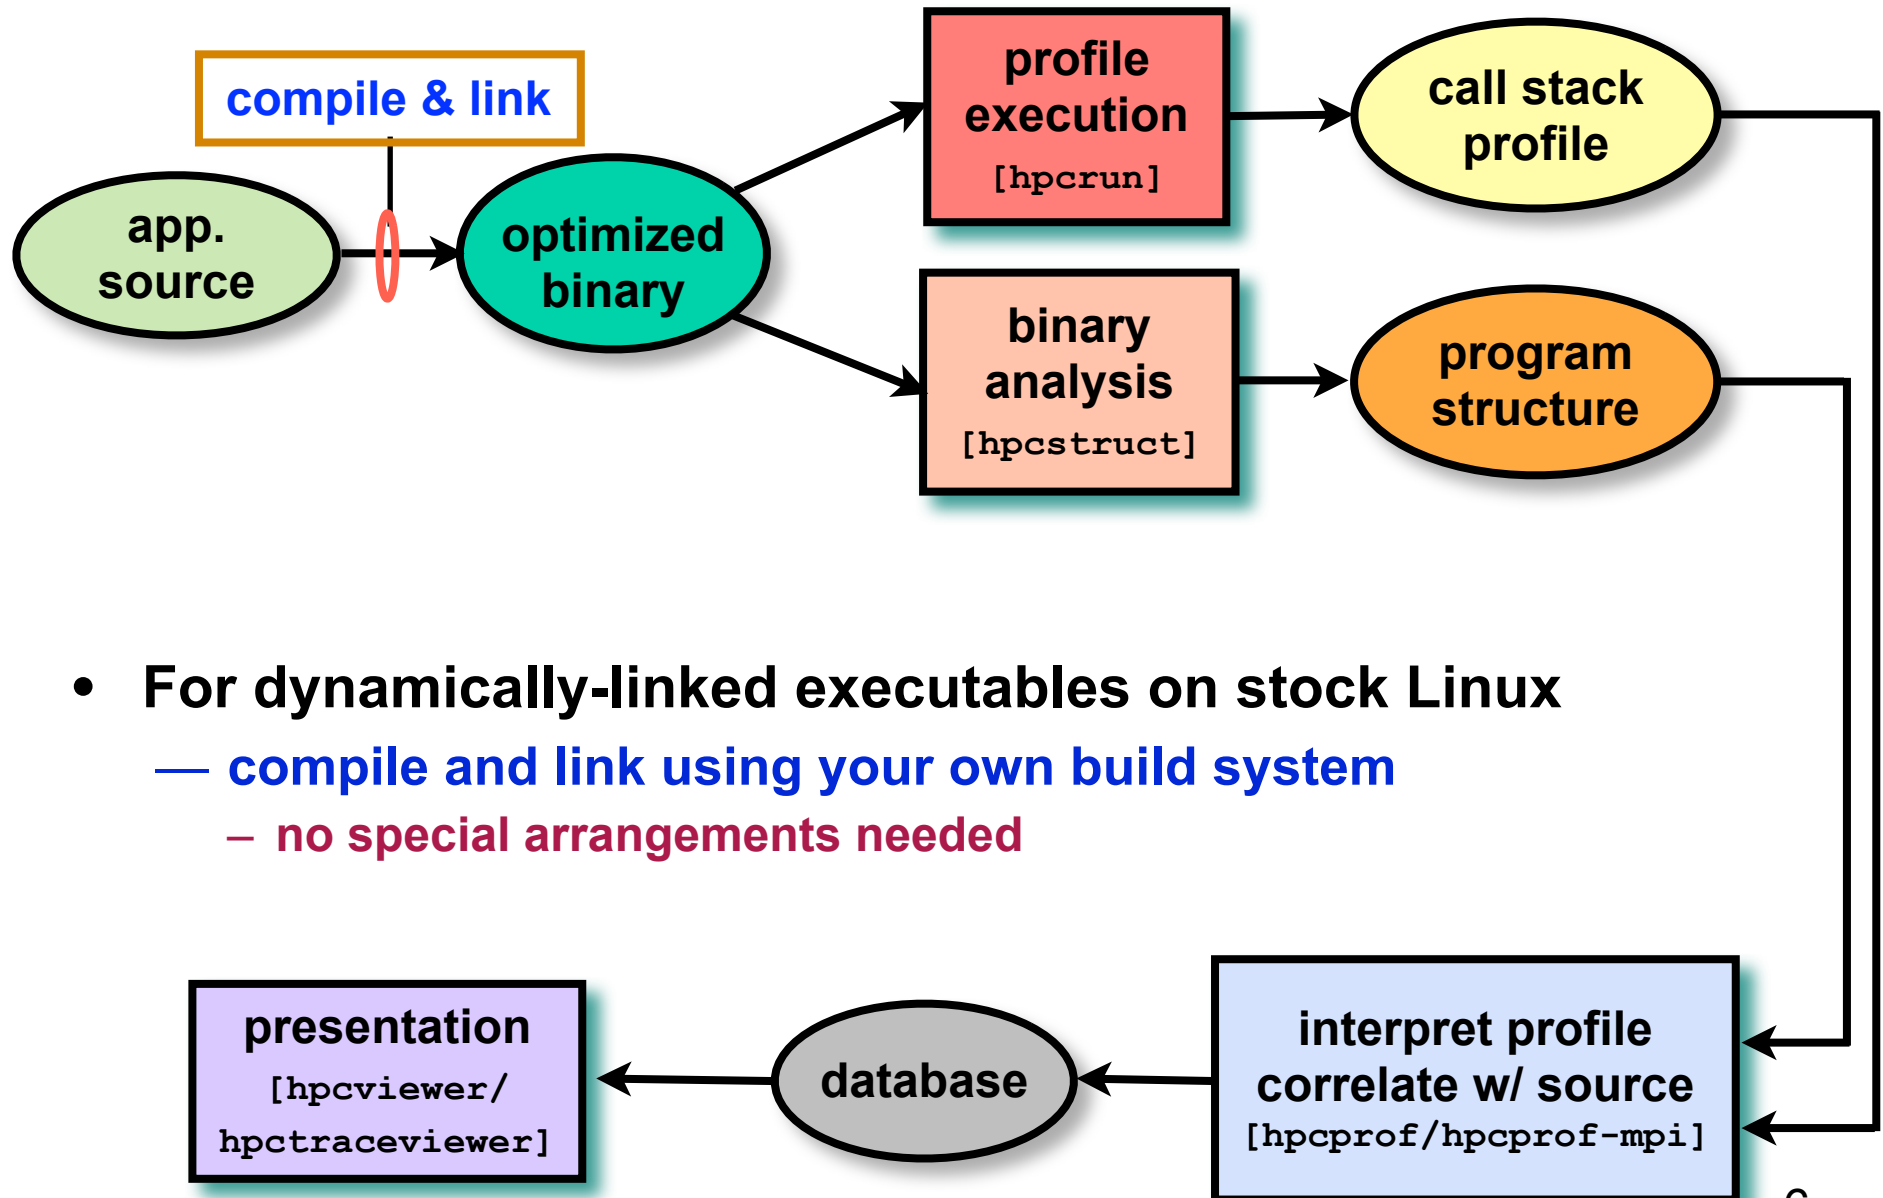 compile & link
app.
source
optimized
binary
profile
execution
[hpcrun]
call stack
profile
binary
analysis
[hpcstruct]
program
structure
• For dynamically-linked executables on stock Linux
— compile and link using your own build system
– no special arrangements needed
presentation
[hpcviewer/
hpctraceviewer]
database
interpret profile
correlate w/ source
[hpcprof/hpcprof-mpi]